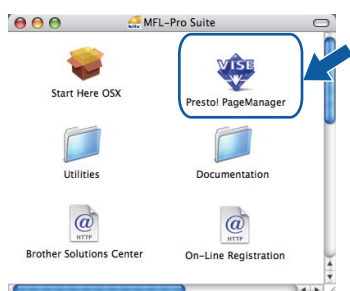 MFL-Pro Suite
VISE
Start Here OSX
Presto! PageManager
Utilities
Documentation
@
HTTP
@
HTTP
Brother Solutions Center
On-Line Registration